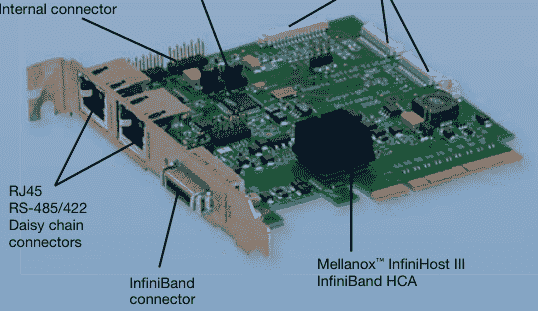 Internal connector
RJ45
RS-485/422
Daisy chain
connectors
InfiniBand
connector
Mellanox™ InfiniHost III
InfiniBand HCA